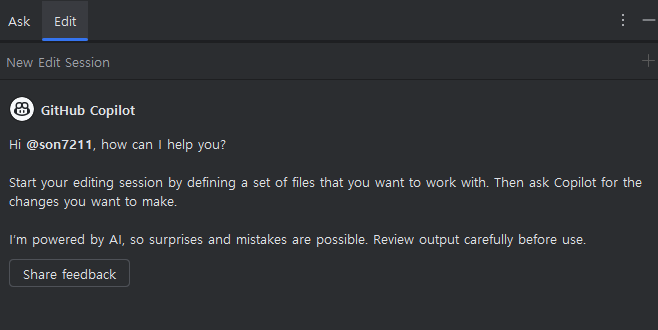 Ask Edit
New Edit Session
GitHub Copilot
Hi @son7211, how can I help you?
Start your editing session by defining a set of files that you want to work with. Then ask Copilot for the
changes you want to make.
I'm powered by AI, so surprises and mistakes are possible. Review output carefully before use.
Share feedback